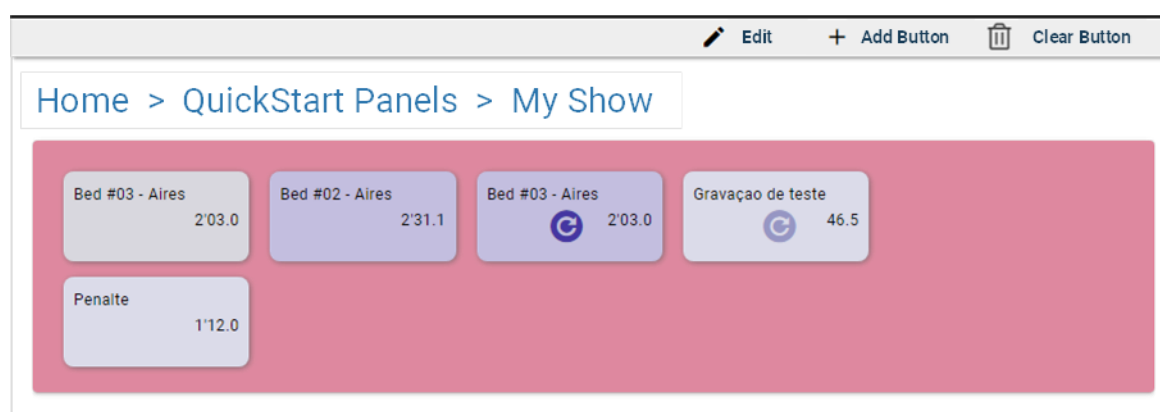 Edit + Add Button Clear Button
Home > QuickStart Panels > My Show
Bed #03 - Aires
2'03.0
Bed #02 - Aires
2'31.1
Bed #03 - Aires
2'03.0
Gravaçao de teste
46.5
Penalte
1'12.0